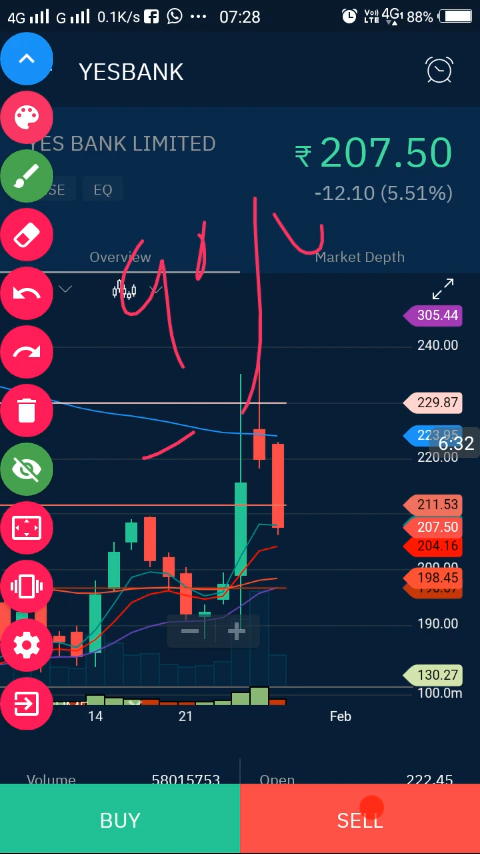 4G G 0.1K/s 07:28 4G 88%
YESBANK
YES BANK LIMITED
₹ 207.50
EQ
-12.10 (5.51%)
Overview Market Depth
305.44
240.00
229.87
6:32
220.00
211.53
207.50
204.16
198.45
190.00
130.27
100.0m
14 21 Feb
Volume 58015753 Open 222.45
BUY SELL